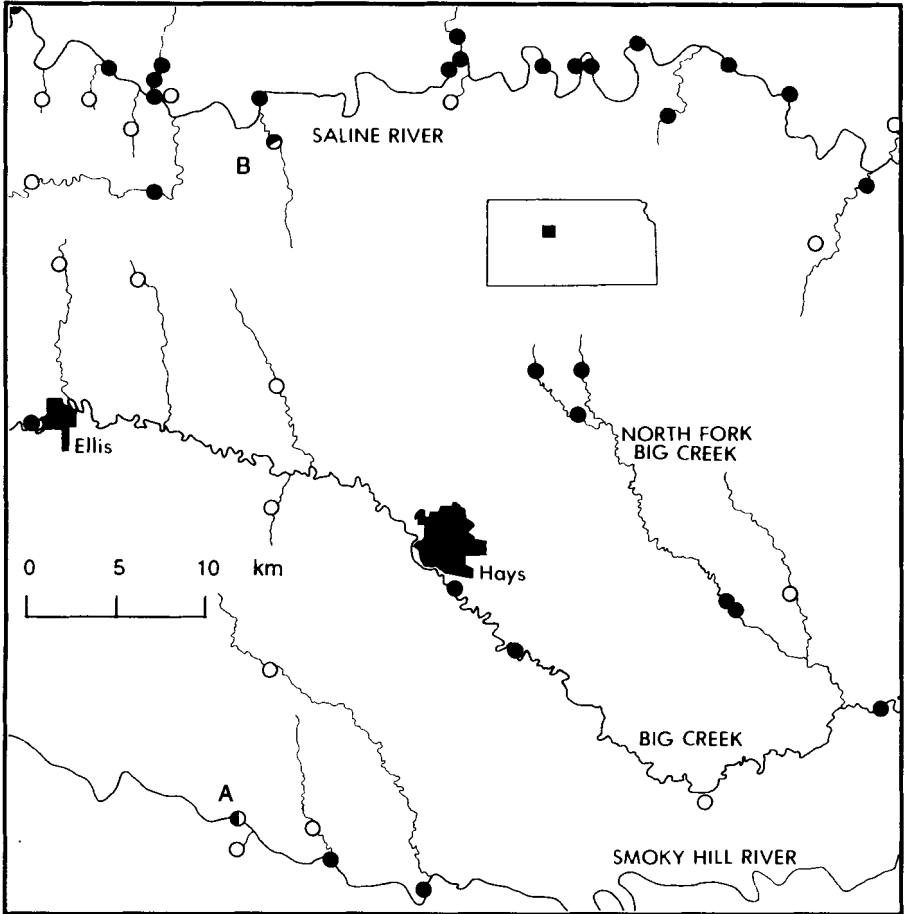 SALINE RIVER
B
Ellis
NORTH FORK
BIG CREEK
0 5 10 km
Hays
BIG CREEK
A
SMOKY HILL RIVER